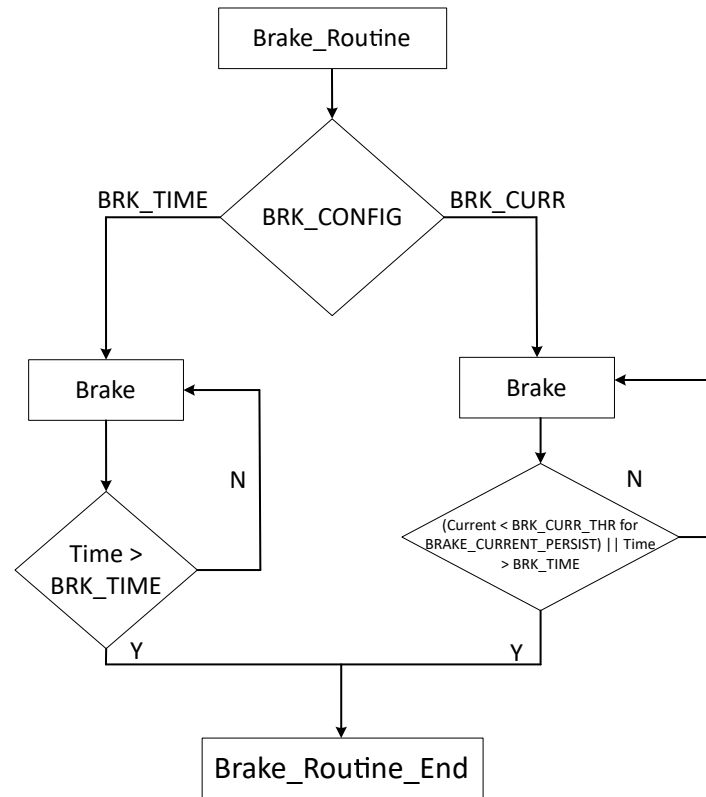 Brake_Routine
BRK_TIME
BRK_CONFIG
BRK_CURR
Brake
Brake
N
N
Time >
BRK_TIME
(Current < BRK_CURR_THR for
BRAKE_CURRENT_PERSIST) || Time
> BRK_TIME
Y
Y
Brake_Routine_End